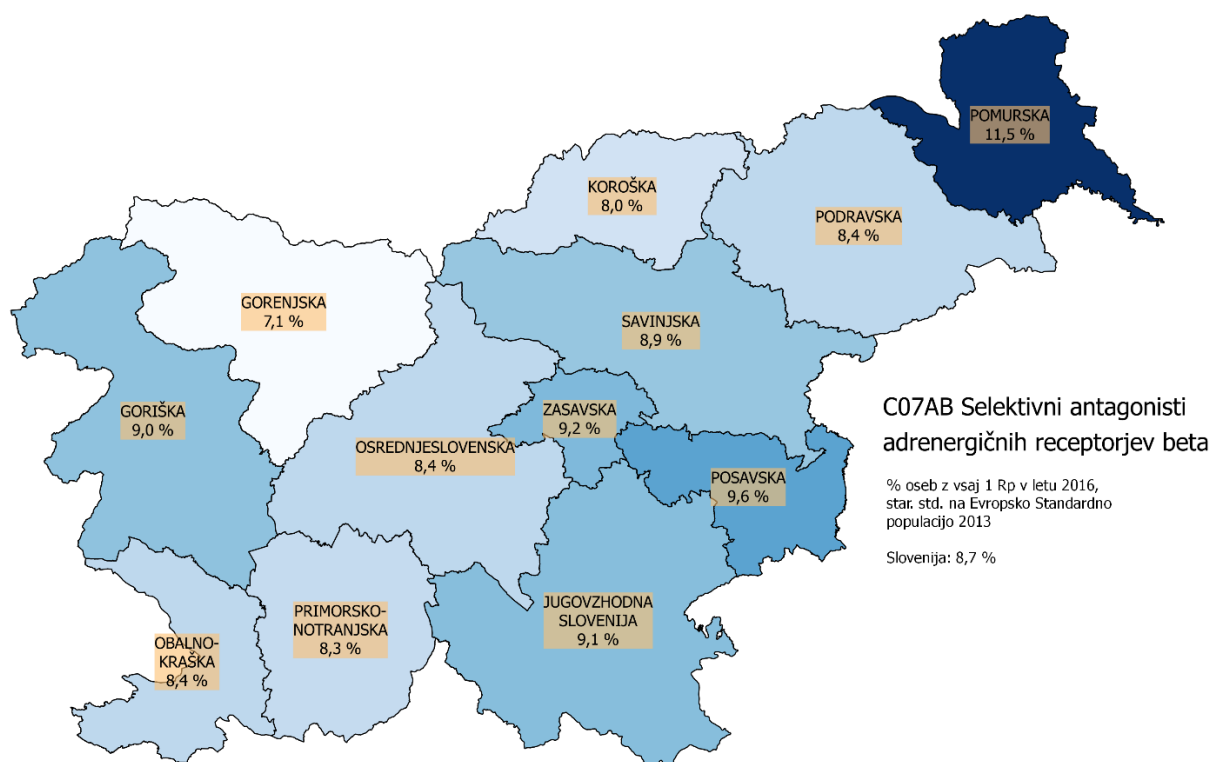 POMURSKA
11,5 %
KOROŠKA
8,0 %
PODRAVSKA
8,4 %
GORENJSKA
7,1 %
SAVINJSKA
8,9 %
GORIŠKA
9,0 %
ZASAVSKA
9,2 %
OSREDNJESLOVENSKA
8,4 %
POSAVSKA
9,6 %
JUGOVZHODNA
SLOVENIJA
9,1 %
PRIMORSKO-
NOTRANJSKA
8,3 %
OBALNO-
KRAŠKA
8,4 %
C07AB Selektivni antagonisti
adrenergičnih receptorjev beta
% oseb z vsaj 1 Rp v letu 2016,
star. std. na Evropsko Standardno
populacijo 2013
Slovenija: 8,7 %